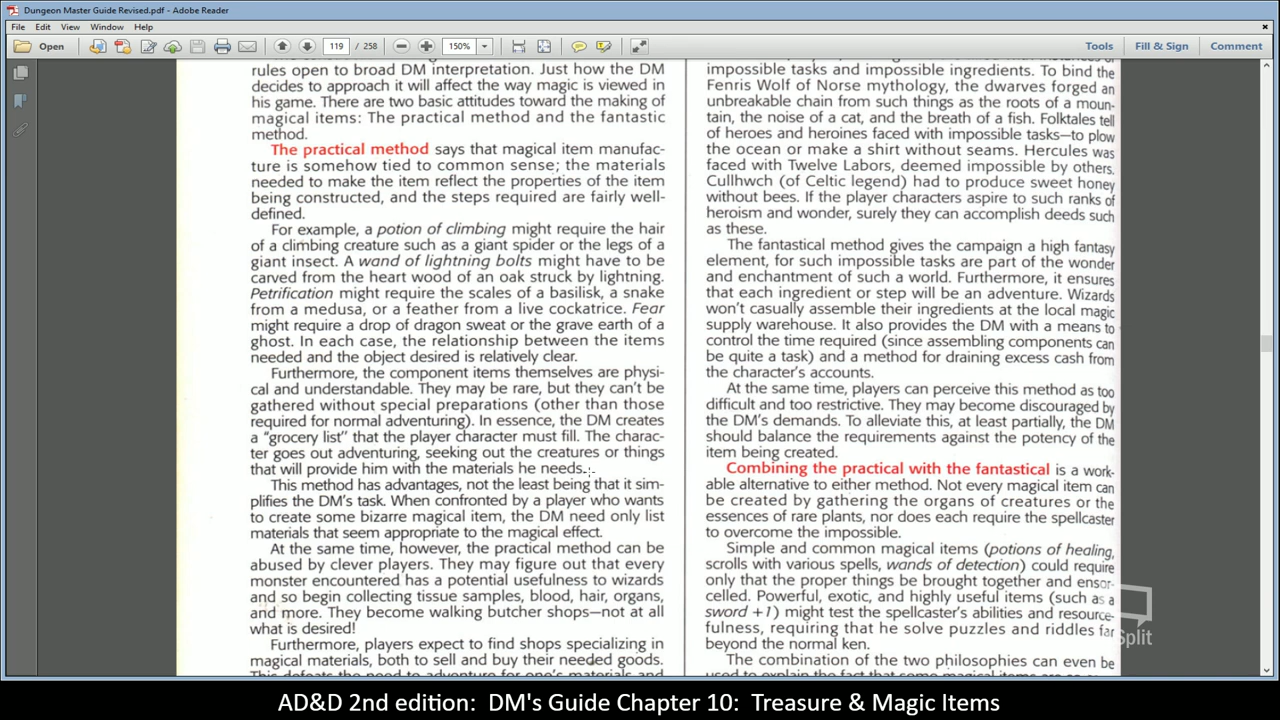 Dungeon Master Guide Revised.pdf - Adobe Reader
File Edit View Window Help
Open 119 / 258 150% Tools Fill & Sign Comment
rules open to broad DM interpretation. Just how the DM
decides to approach it will affect the way magic is viewed in
his game. There are two basic attitudes toward the making of
magical items: The practical method and the fantastic
method.
The practical method says that magical item manufac-
ture is somehow tied to common sense; the materials
needed to make the item reflect the properties of the item
being constructed, and the steps required are fairly well-
defined.
For example, a potion of climbing might require the hair
of a climbing creature such as a giant spider or the legs of a
giant insect. A wand of lightning bolts might have to be
carved from the heart wood of an oak struck by lightning.
Petrification might require the scales of a basilisk, a snake
from a medusa, or a feather from a live cockatrice. Fear
might require a drop of dragon sweat or the grave earth of a
ghost. In each case, the relationship between the items
needed and the object desired is relatively clear.
Furthermore, the component items themselves are physi-
cal and understandable. They may be rare, but they can't be
gathered without special preparations (other than those
required for normal adventuring). In essence, the DM creates
a "grocery list" that the player character must fill. The charac-
ter goes out adventuring, seeking out the creatures or things
that will provide him with the materials he needs.
This method has advantages, not the least being that it sim-
plifies the DM's task. When confronted by a player who wants
to create some bizarre magical item, the DM need only list
materials that seem appropriate to the magical effect.
At the same time, however, the practical method can be
abused by clever players. They may figure out that every
monster encountered has a potential usefulness to wizards
and so begin collecting tissue samples, blood, hair, organs,
and more. They become walking butcher shops—not at all
what is desired!
Furthermore, players expect to find shops specializing in
magical materials, both to sell and buy their needed goods.
This defeats the need to adventure for one's materials and
impossible tasks and impossible ingredients. To bind the
Fenris Wolf of Norse mythology, the dwarves forged an
unbreakable chain from such things as the roots of a moun-
tain, the noise of a cat, and the breath of a fish. Folktales tell
of heroes and heroines faced with impossible tasks—to plow
the ocean or make a shirt without seams. Hercules was
faced with Twelve Labors, deemed impossible by others.
Cullhwch (of Celtic legend) had to produce sweet honey
without bees. If the player characters aspire to such ranks of
heroism and wonder, surely they can accomplish deeds such
as these.
The fantastical method gives the campaign a high fantasy
element, for such impossible tasks are part of the wonder
and enchantment of such a world. Furthermore, it ensures
that each ingredient or step will be an adventure. Wizards
won't casually assemble their ingredients at the local magic
supply warehouse. It also provides the DM with a means to
control the time required (since assembling components can
be quite a task) and a method for draining excess cash from
the character's accounts.
At the same time, players can perceive this method as too
difficult and too restrictive. They may become discouraged by
the DM's demands. To alleviate this, at least partially, the DM
should balance the requirements against the potency of the
item being created.
Combining the practical with the fantastical is a work-
able alternative to either method. Not every magical item can
be created by gathering the organs of creatures or the
essences of rare plants, nor does each require the spellcaster
to overcome the impossible.
Simple and common magical items (potions of healing,
scrolls with various spells, wands of detection) could require
only that the proper things be brought together and ensor-
celled. Powerful, exotic, and highly useful items (such as a
sword +1) might test the spellcaster's abilities and resource-
fulness, requiring that he solve puzzles and riddles far
beyond the normal ken.
The combination of the two philosophies can even be
Split
AD&D 2nd edition: DM's Guide Chapter 10: Treasure & Magic Items